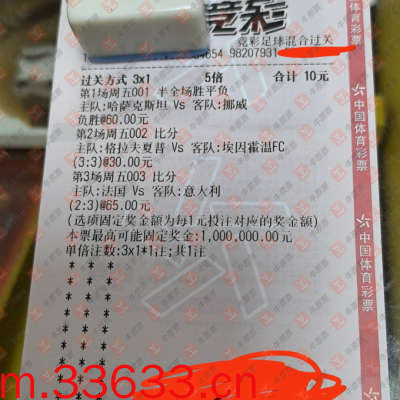 竞彩
竞彩足球混合过关
4654 98207931
过关方式 3x1 5倍 合计 10元
第1场周五001 半全场胜平负
主队:哈萨克斯坦 Vs 客队:挪威
负胜@60.00元
第2场周五002 比分
主队:格拉夫夏普 Vs 客队:埃因霍温FC
(3:3)@30.00元
第3场周五003 比分
主队:法国 Vs 客队:意大利
(2:3)@65.00元
(选项固定奖金额为每1元投注对应的奖金额)
本票最高可能固定奖金:1,000,000.00元
单倍注数:3x1*1注;共1注
体育彩票
中国体育彩票
中国体育彩票
m.33633.cn